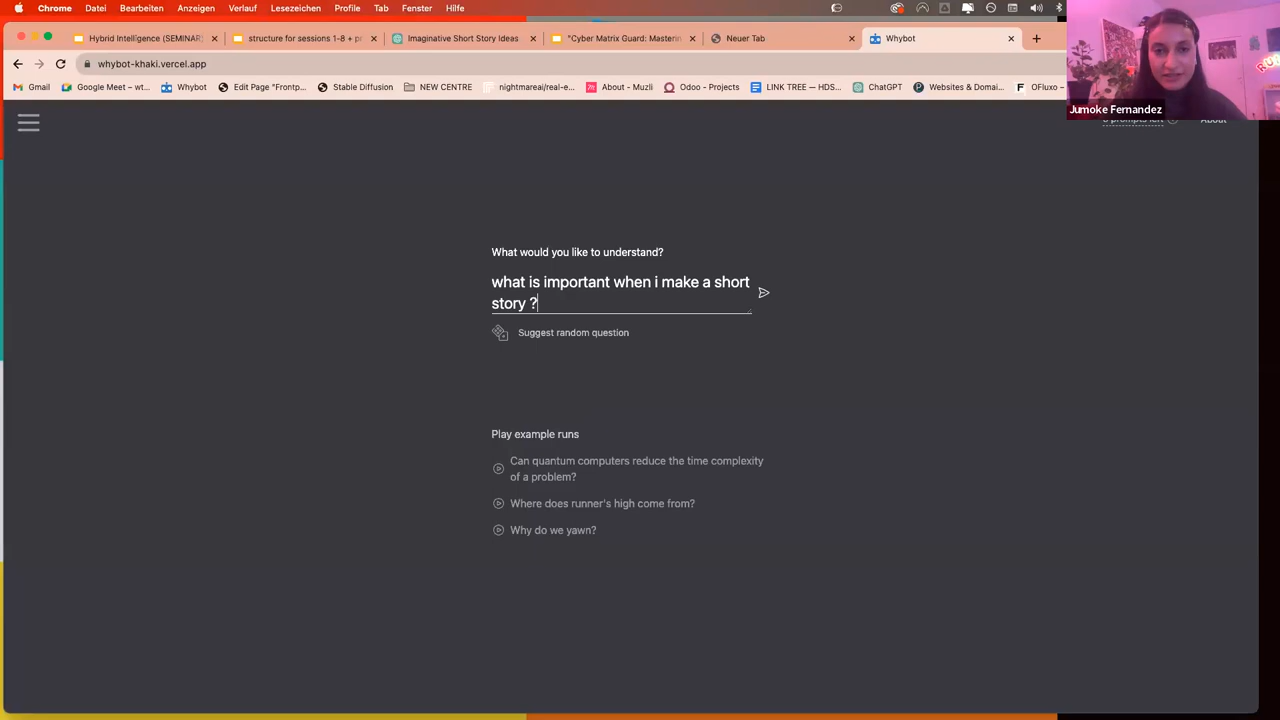 Chrome Datei Bearbeiten Anzeigen Verlauf Lesezeichen Profile Tab Fenster Hilfe
Hybrid Intelligence (SEMINAR) structure for sessions 1-8 + p Imaginative Short Story Ideas "Cyber Matrix Guard: Masterin Neuer Tab Whybot
whybot-khaki.vercel.app
Gmail Google Meet – wt... Whybot Edit Page "Frontp... Stable Diffusion NEW CENTRE nightmareai/real-e... About - Muzli Odoo - Projects LINK TREE — HDS... ChatGPT Websites & Domai... OFluxo —
Jumoke Fernandez
prompts left About
What would you like to understand?
what is important when i make a short
story ?
Suggest random question
Play example runs
Can quantum computers reduce the time complexity
of a problem?
Where does runner's high come from?
Why do we yawn?